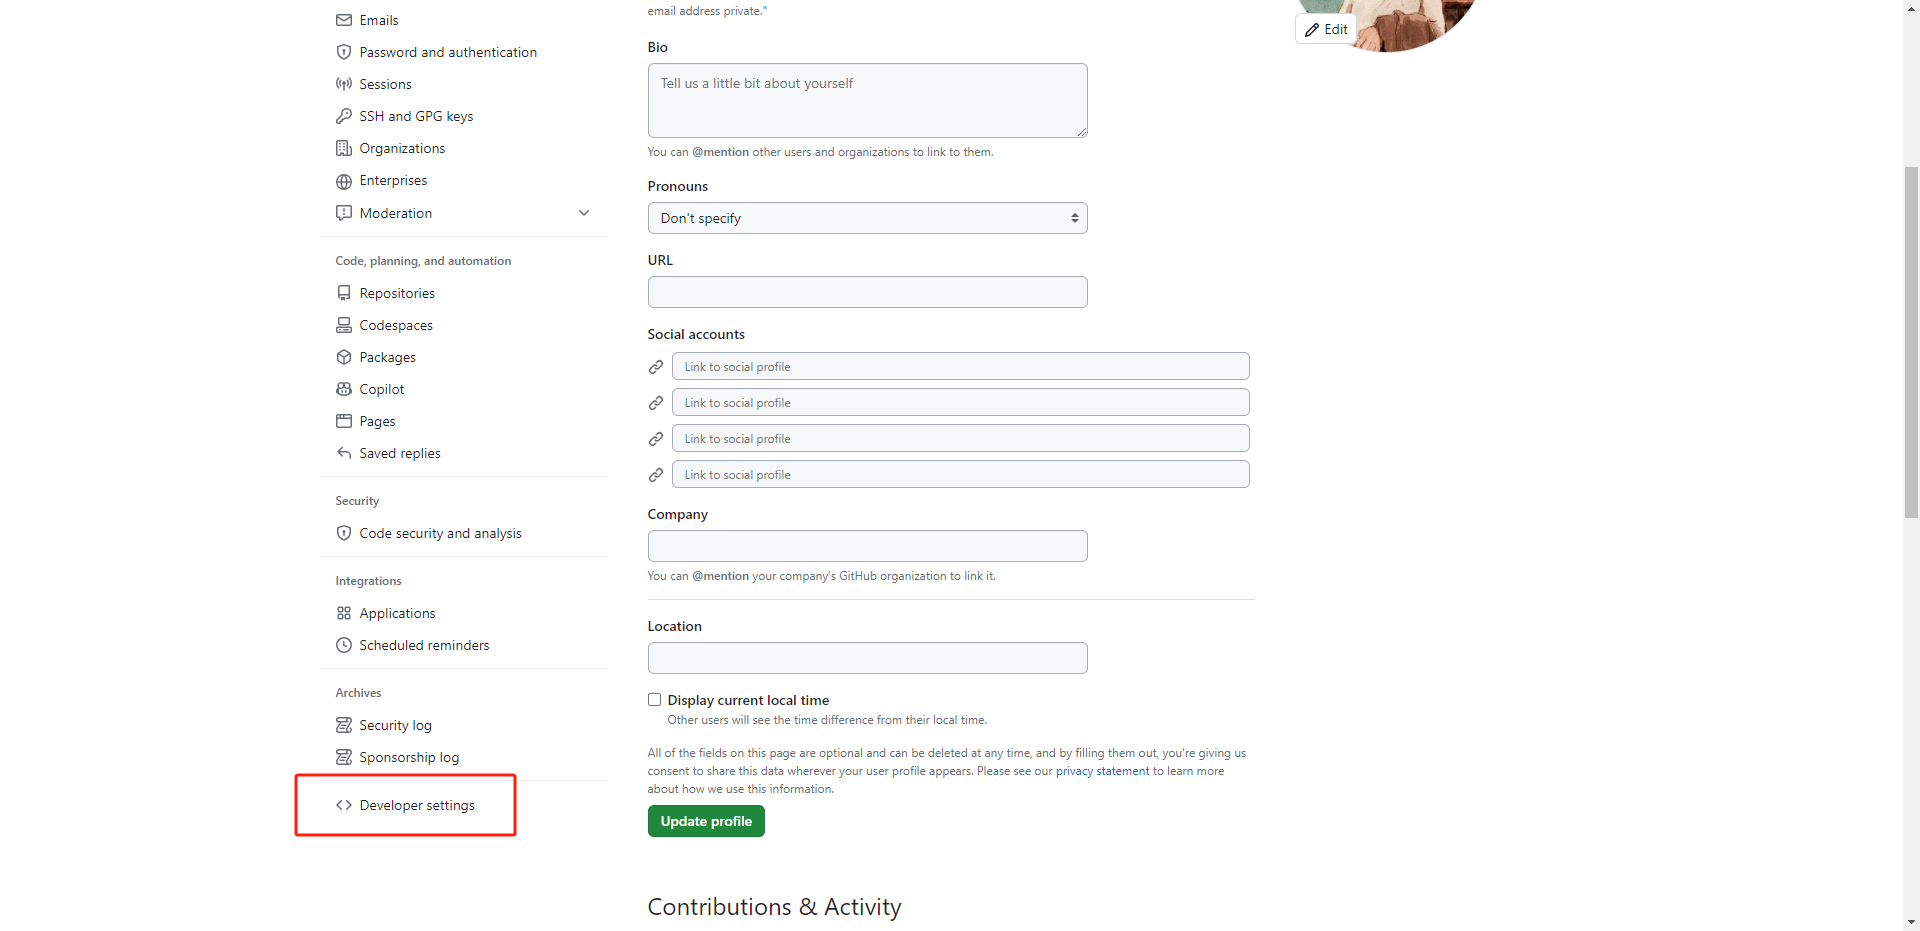 Emails
Password and authentication
Sessions
SSH and GPG keys
Organizations
Enterprises
Moderation
Code, planning, and automation
Repositories
Codespaces
Packages
Copilot
Pages
Saved replies
Security
Code security and analysis
Integrations
Applications
Scheduled reminders
Archives
Security log
Sponsorship log
Developer settings
email address private."
Bio
Tell us a little bit about yourself
You can @mention other users and organizations to link to them.
Pronouns
Don't specify
URL
Social accounts
Link to social profile
Link to social profile
Link to social profile
Link to social profile
Company
You can @mention your company's GitHub organization to link it.
Location
Display current local time
Other users will see the time difference from their local time.
All of the fields on this page are optional and can be deleted at any time, and by filling them out, you're giving us
consent to share this data wherever your user profile appears. Please see our privacy statement to learn more
about how we use this information.
Update profile
Contributions & Activity
Edit